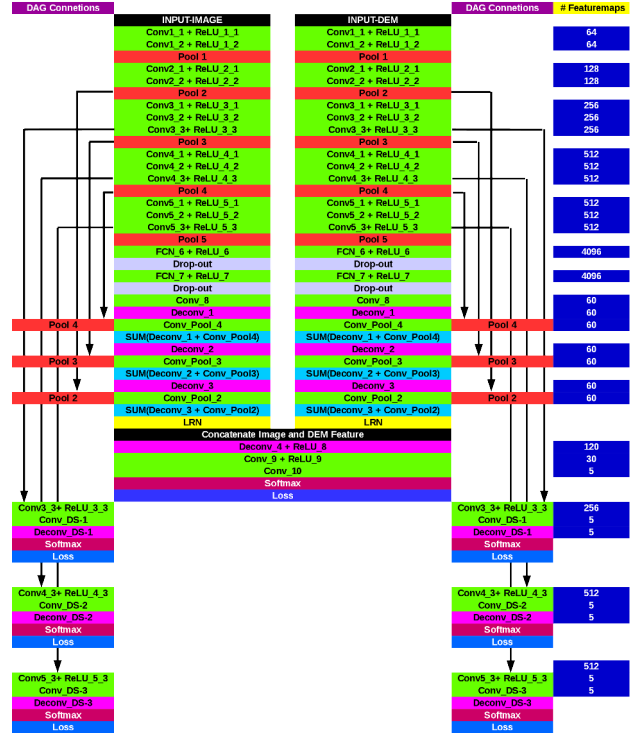 DAG Connetions DAG Connetions # Featuremaps
INPUT-IMAGE INPUT-DEM
Conv1_1 + ReLU_1_1 Conv1_1 + ReLU_1_1 64
Conv1_2 + ReLU_1_2 Conv1_2 + ReLU_1_2 64
Pool 1 Pool 1
Conv2_1 + ReLU_2_1 Conv2_1 + ReLU_2_1 128
Conv2_2 + ReLU_2_2 Conv2_2 + ReLU_2_2 128
Pool 2 Pool 2
Conv3_1 + ReLU_3_1 Conv3_1 + ReLU_3_1 256
Conv3_2 + ReLU_3_2 Conv3_2 + ReLU_3_2 256
Conv3_3+ ReLU_3_3 Conv3_3+ ReLU_3_3 256
Pool 3 Pool 3
Conv4_1 + ReLU_4_1 Conv4_1 + ReLU_4_1 512
Conv4_2 + ReLU_4_2 Conv4_2 + ReLU_4_2 512
Conv4_3+ ReLU_4_3 Conv4_3+ ReLU_4_3 512
Pool 4 Pool 4
Conv5_1 + ReLU_5_1 Conv5_1 + ReLU_5_1 512
Conv5_2 + ReLU_5_2 Conv5_2 + ReLU_5_2 512
Conv5_3+ ReLU_5_3 Conv5_3+ ReLU_5_3 512
Pool 5 Pool 5
FCN_6 + ReLU_6 FCN_6 + ReLU_6 4096
Drop-out Drop-out
FCN_7 + ReLU_7 FCN_7 + ReLU_7 4096
Drop-out Drop-out
Conv_8 Conv_8 60
Deconv_1 Deconv_1 60
Pool 4 Conv_Pool_4 Conv_Pool_4 Pool 4 60
SUM(Deconv_1 + Conv_Pool4) SUM(Deconv_1 + Conv_Pool4)
Deconv_2 Deconv_2 60
Pool 3 Conv_Pool_3 Conv_Pool_3 Pool 3 60
SUM(Deconv_2 + Conv_Pool3) SUM(Deconv_2 + Conv_Pool3)
Deconv_3 Deconv_3 60
Pool 2 Conv_Pool_2 Conv_Pool_2 Pool 2 60
SUM(Deconv_3 + Conv_Pool2) SUM(Deconv_3 + Conv_Pool2)
LRN LRN
Concatenate Image and DEM Feature
Deconv_4 + ReLU_8 120
Conv_9 + ReLU_9 30
Conv_10 5
Softmax
Loss
Conv3_3+ ReLU_3_3 Conv3_3+ ReLU_3_3 256
Conv_DS-1 Conv_DS-1 5
Deconv_DS-1 Deconv_DS-1 5
Softmax Softmax
Loss Loss
Conv4_3+ ReLU_4_3 Conv4_3+ ReLU_4_3 512
Conv_DS-2 Conv_DS-2 5
Deconv_DS-2 Deconv_DS-2 5
Softmax Softmax
Loss Loss
512
Conv5_3+ ReLU_5_3 Conv5_3+ ReLU_5_3 5
Conv_DS-3 Conv_DS-3 5
Deconv_DS-3 Deconv_DS-3
Softmax Softmax
Loss Loss